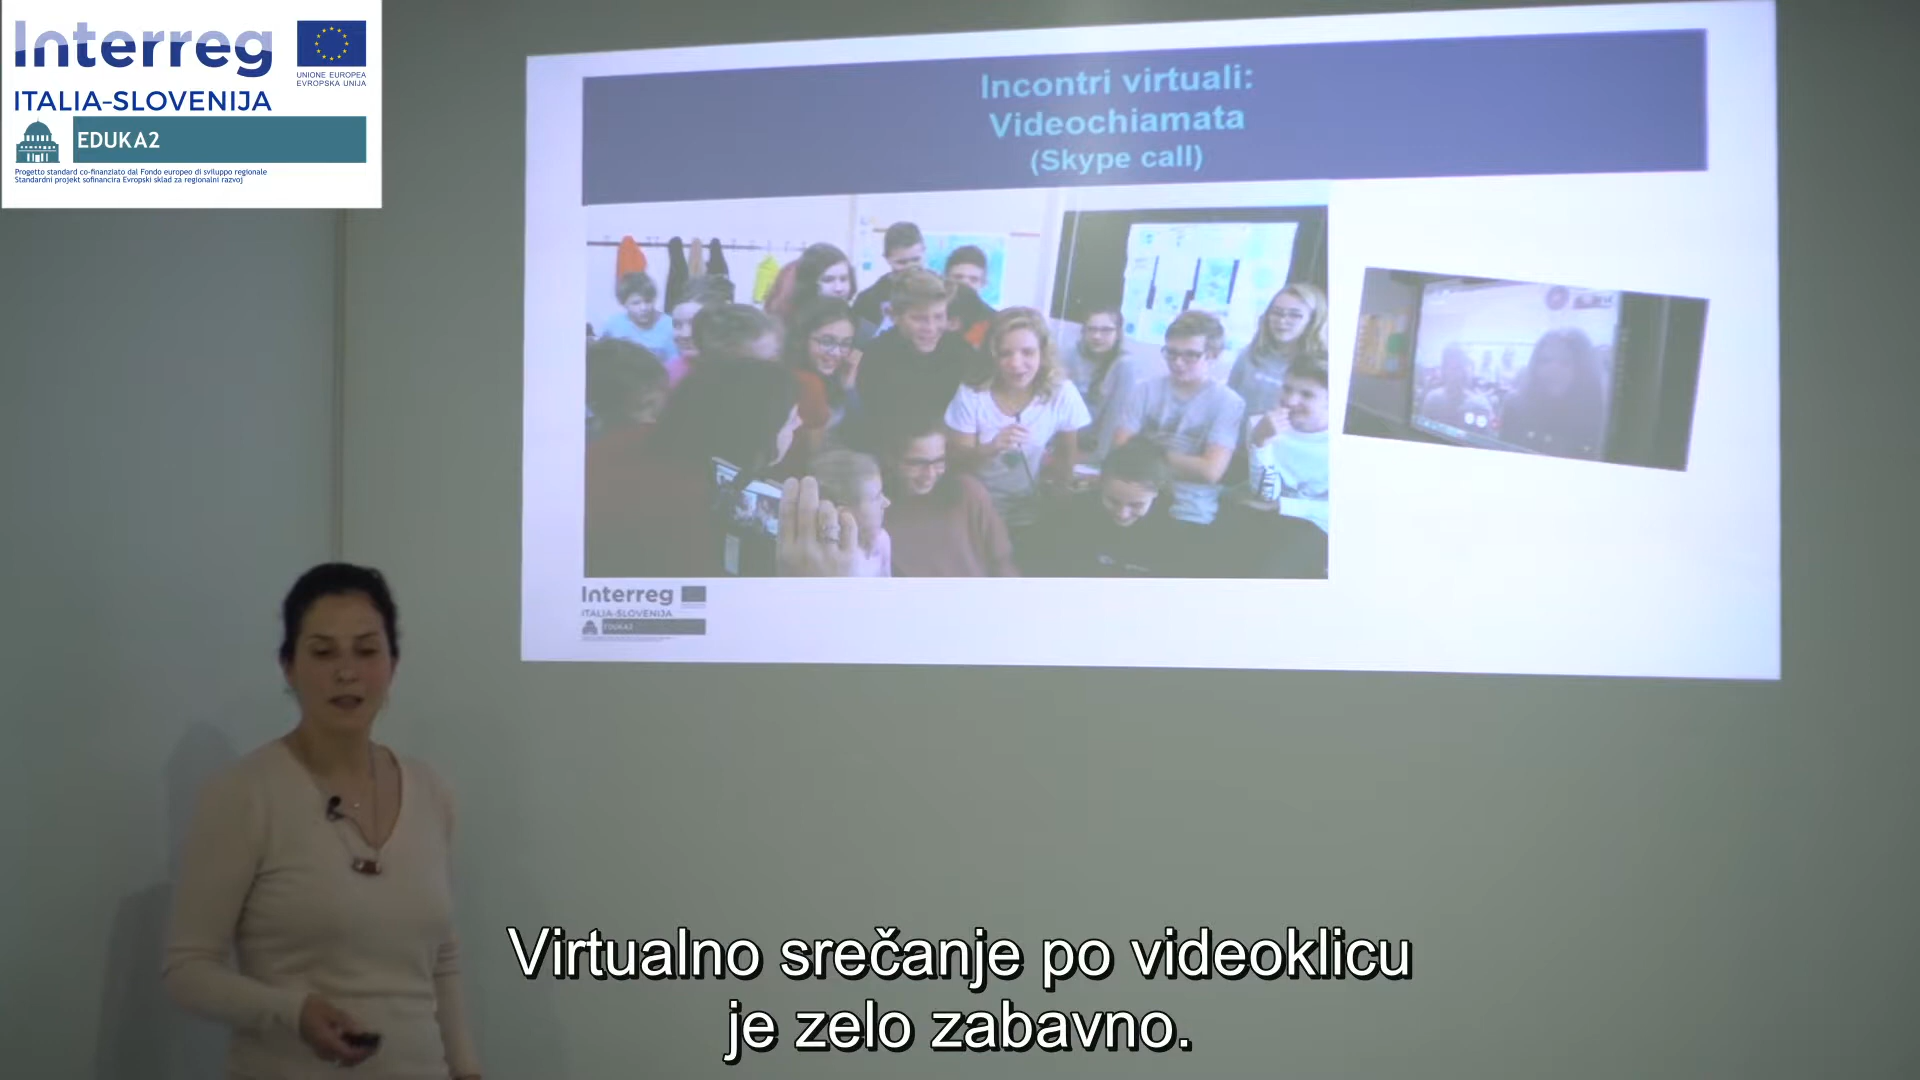 Interreg
UNIONE EUROPEA
EVROPSKA UNIJA
ITALIA-SLOVENIJA
EDUKA2
Progetto standard co-finanziato dal Fondo europeo di sviluppo regionale
Standardni projekt sofinancira Evropski sklad za regionalni razvoj
Incontri virtuali:
Videochiamata
(Skype call)
Interreg
ITALIA-SLOVENIJA
EDUKA2
Virtualno srečanje po videoklicu
je zelo zabavno.